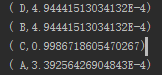 ( D,4.94441513034132E-4)
( B,4.94441513034132E-4)
( C,0.9986718605470267)
( A,3.39256426904843E-4)